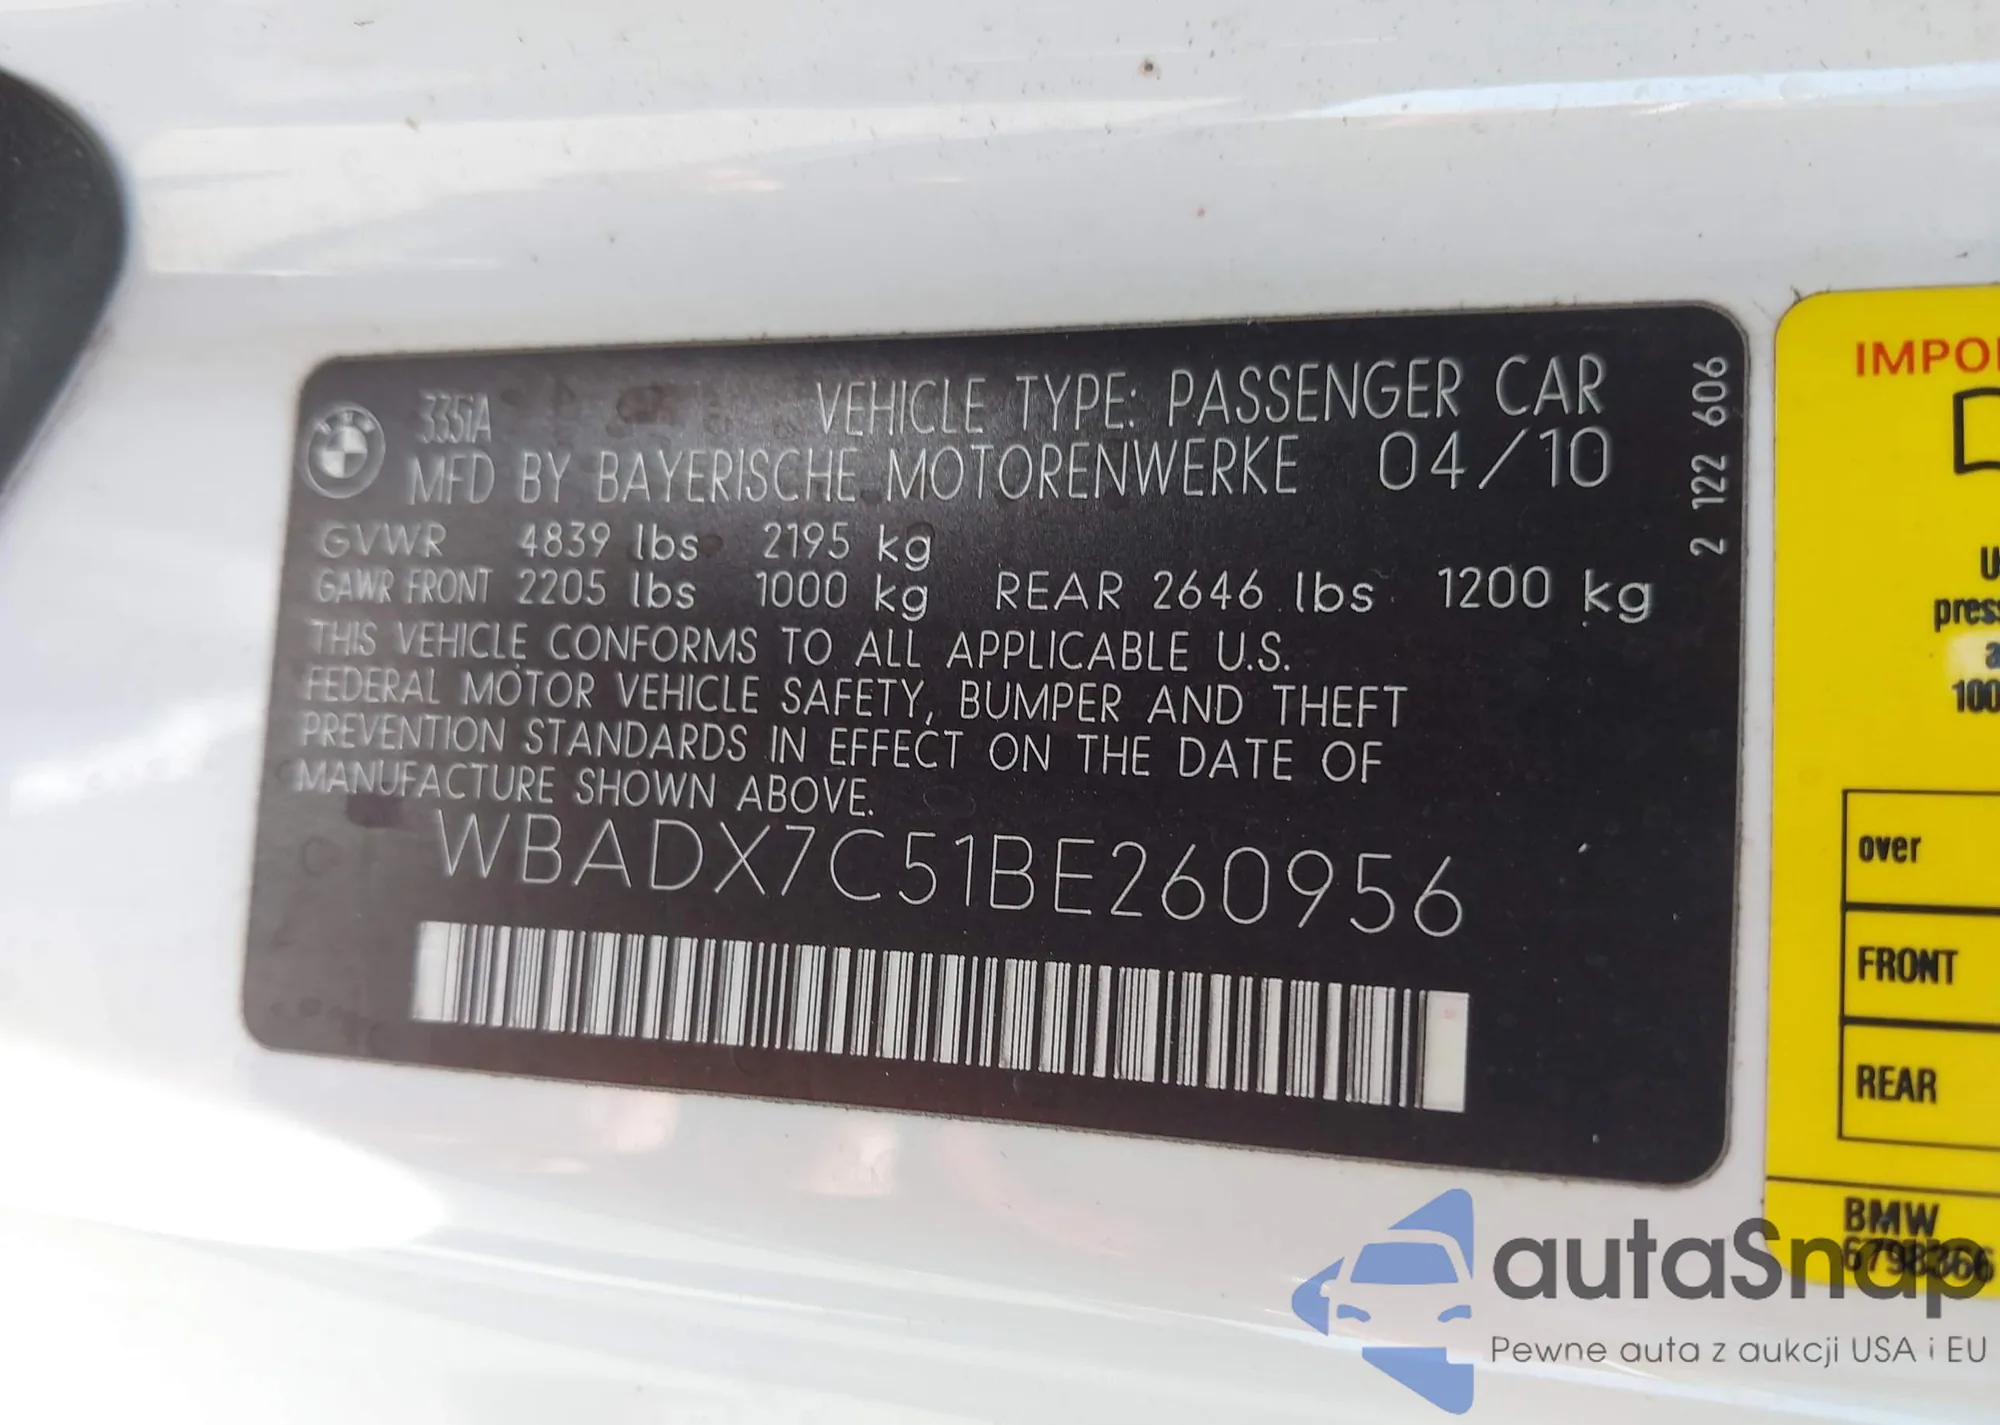 335iA VEHICLE TYPE: PASSENGER CAR
MFD BY BAYERISCHE MOTORENWERKE 04/10
GVWR 4839 lbs 2195 kg
GAWR FRONT 2205 lbs 1000 kg REAR 2646 lbs 1200 kg
THIS VEHICLE CONFORMS TO ALL APPLICABLE U.S.
FEDERAL MOTOR VEHICLE SAFETY, BUMPER AND THEFT
PREVENTION STANDARDS IN EFFECT ON THE DATE OF
MANUFACTURE SHOWN ABOVE.
WBADX7C51BE260956
2 122 606
IMPO
U
press
a
100
over
FRONT
REAR
BMW
6798366
autaSnap
Pewne auta z aukcji USA i EU